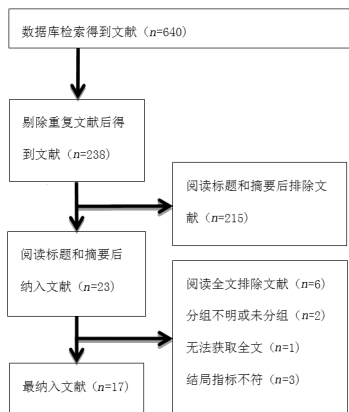 数据库检索得到文献（n=640）
剔除重复文献后得
到文献（n=238）
阅读标题和摘要后排除文
献（n=215）
阅读标题和摘要后
纳入文献（n=23）
阅读全文排除文献（n=6）
分组不明或未分组（n=2）
无法获取全文（n=1）
结局指标不符（n=3）
最纳入文献（n=17）